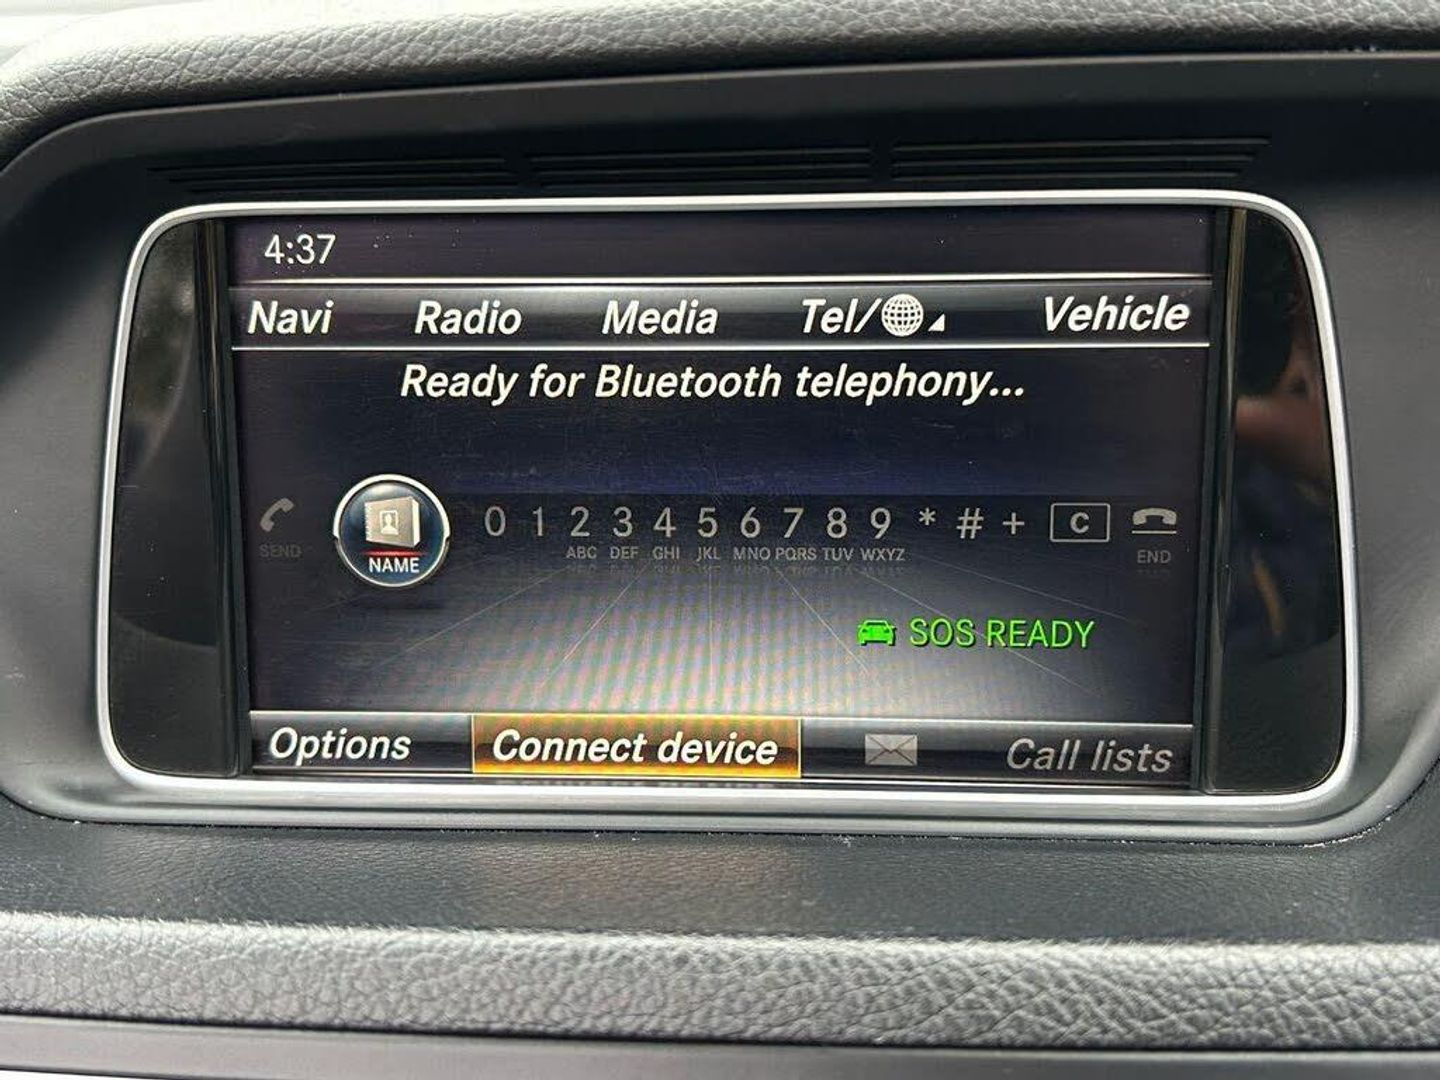 4:37
Navi Radio Media Tel/ Vehicle
Ready for Bluetooth telephony...
0 1 2 3 4 5 6 7 8 9 * # + C
SEND NAME ABC DEF GHI JKL MNO PQRS TUV WXYZ END
SOS READY
Options Connect device Call lists